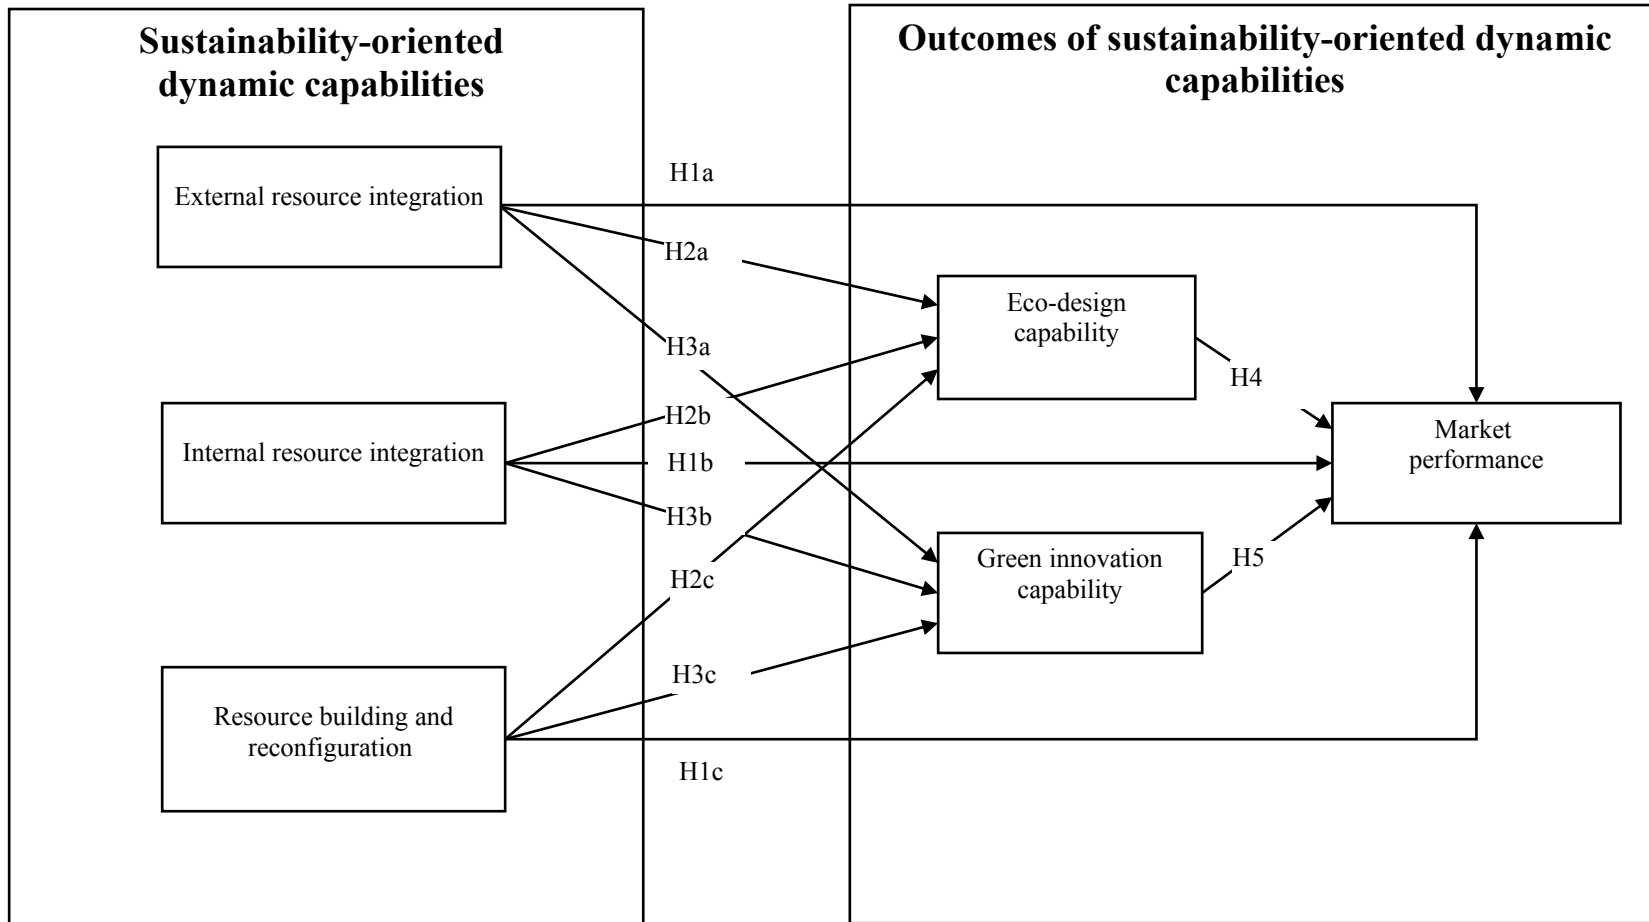 Sustainability-oriented
dynamic capabilities
Outcomes of sustainability-oriented dynamic
capabilities
External resource integration
H1a
H2a
Eco-design
capability
H3a
H4
H2b
Internal resource integration
H1b
Market
performance
H3b
Green innovation
capability
H5
H2c
H3c
Resource building and
reconfiguration
H1c